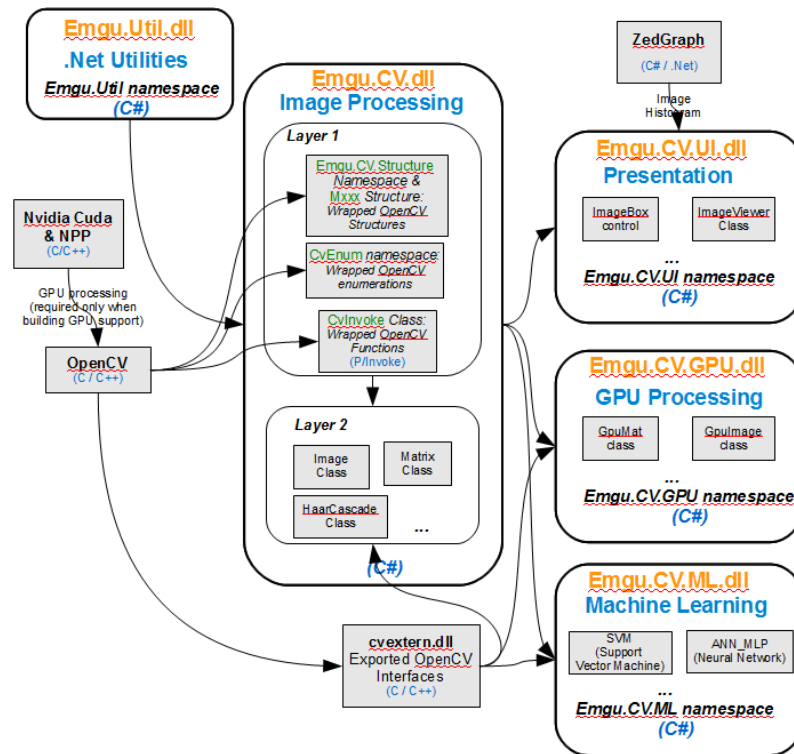 Emgu.Util.dll
.Net Utilities
Emgu.Util namespace
(C#)
Nvidia Cuda
& NPP
(C/C++)
GPU processing
(required only when
building GPU support)
OpenCV
(C / C++)
Emgu.CV.dll
Image Processing
Layer 1
Emgu.CV.Structure
Namespace &
Mxxx Structure:
Wrapped OpenCV
Structures
CvEnum namespace:
Wrapped OpenCV
enumerations
CvInvoke Class:
Wrapped OpenCV
Functions
(P/Invoke)
Layer 2
Image
Class
Matrix
Class
HaarCascade
Class
...
(C#)
cvextern.dll
Exported OpenCV
Interfaces
(C / C++)
ZedGraph
(C# / .Net)
Image
Histogram
Emgu.CV.UI.dll
Presentation
ImageBox
control
ImageViewer
Class
...
Emgu.CV.UI namespace
(C#)
Emgu.CV.GPU.dll
GPU Processing
GpuMat
class
GpuImage
class
...
Emgu.CV.GPU namespace
(C#)
Emgu.CV.ML.dll
Machine Learning
SVM
(Support
Vector Machine)
ANN_MLP
(Neural Network)
...
Emgu.CV.ML namespace
(C#)